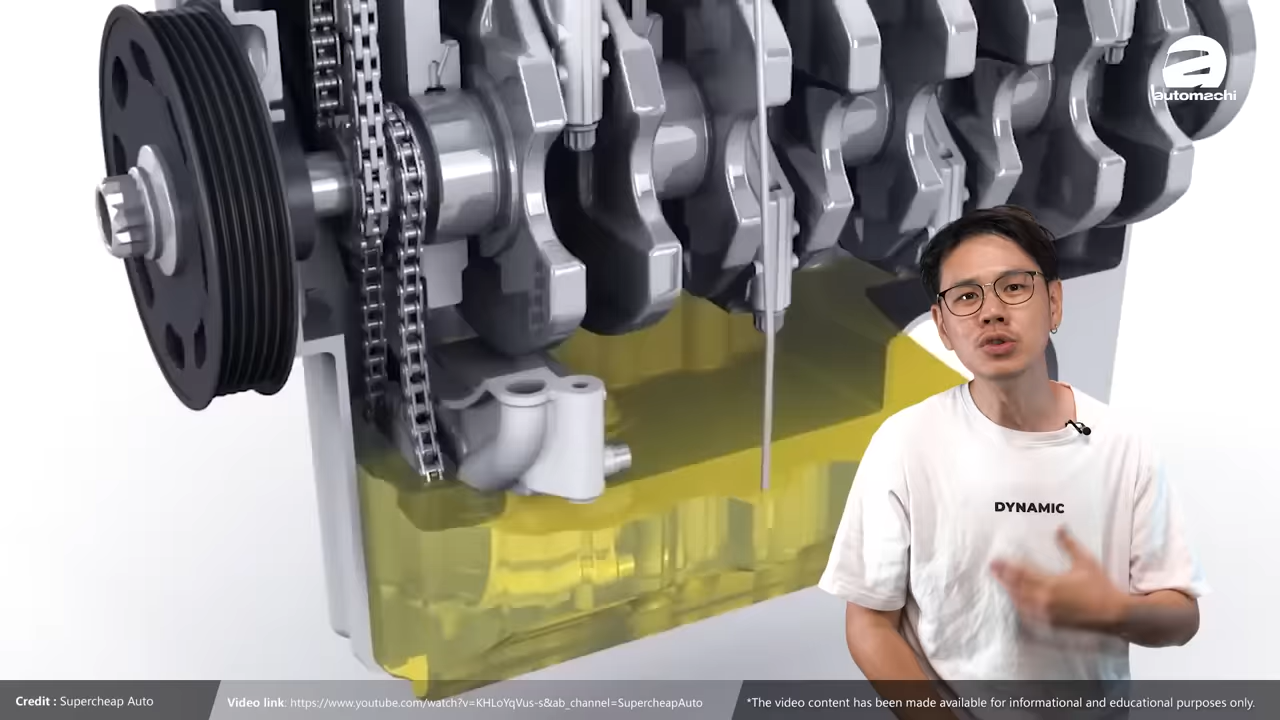 automachi
DYNAMIC
Credit : Supercheap Auto
Video link: https://www.youtube.com/watch?v=KHLoYqVus-s&ab_channel=SupercheapAuto
*The video content has been made available for informational and educational purposes only.